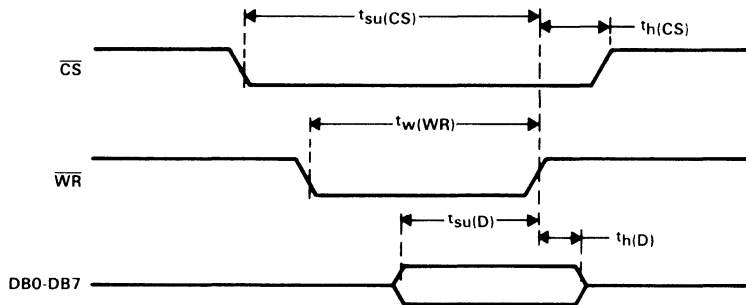 tsu(CS)
th(CS)
CS
tw(WR)
WR
tsu(D)
th(D)
DB0-DB7